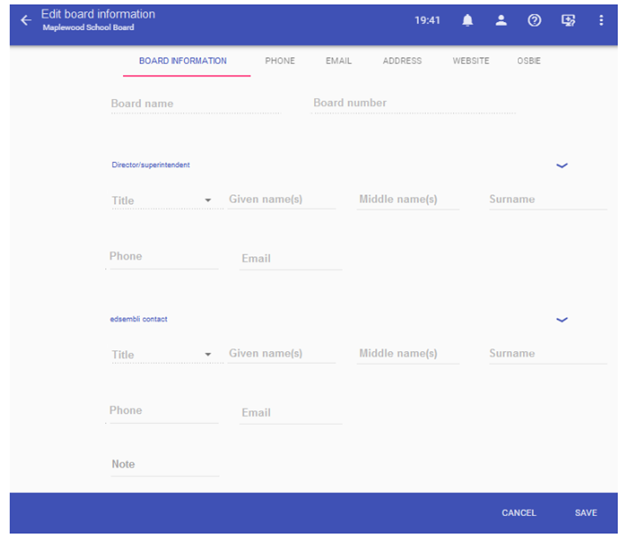 Edit board information
Maplewood School Board
19:41
BOARD INFORMATION PHONE EMAIL ADDRESS WEBSITE OSBIE
Board name Board number
Director/superintendent
Title Given name(s) Middle name(s) Surname
Phone Email
edsembli contact
Title Given name(s) Middle name(s) Surname
Phone Email
Note
CANCEL SAVE